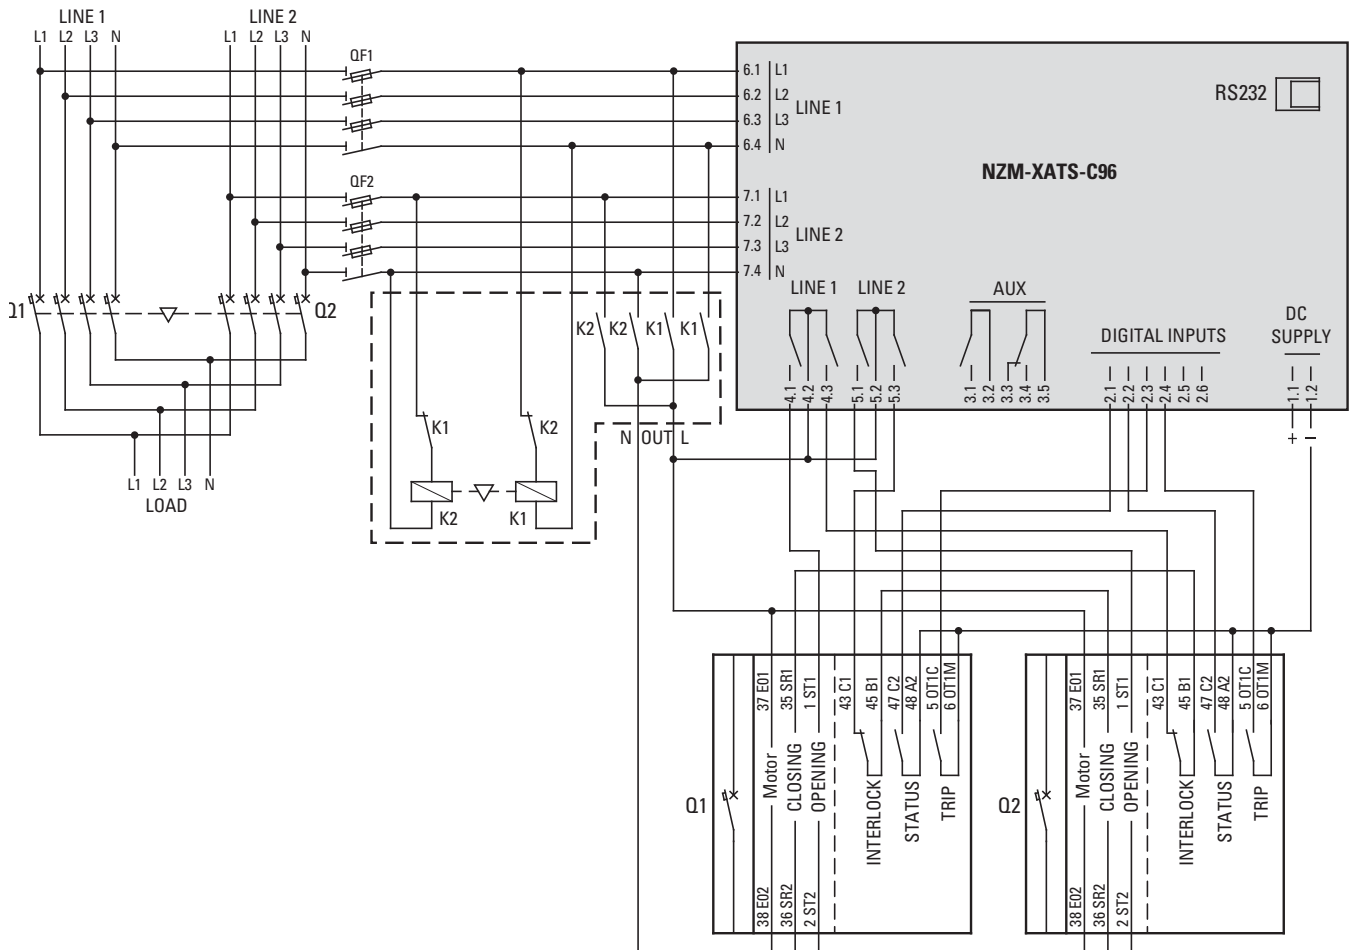 LINE 1
LINE 2
L1 L2 L3 N
L1 L2 L3 N
QF1
6.1 L1
6.2 L2
6.3 L3
6.4 N
LINE 1
RS232
NZM-XATS-C96
QF2
7.1 L1
7.2 L2
7.3 L3
7.4 N
LINE 2
Q1
Q2
LINE 1
LINE 2
AUX
DIGITAL INPUTS
DC
SUPPLY
K2 K2 K1 K1
4.1 4.2 4.3
5.1 5.2 5.3
3.1 3.2 3.3 3.4 3.5
2.1 2.2 2.3 2.4 2.5 2.6
1.1 1.2
+ −
K1
K2
N OUT L
L1 L2 L3 N
LOAD
K2
K1
37 E01
35 SR1
1 ST1
43 C1
45 B1
47 C2
48 A2
5 OT1C
6 OT1M
Q1
Motor
CLOSING
OPENING
INTERLOCK
STATUS
TRIP
38 E02
36 SR2
2 ST2
37 E01
35 SR1
1 ST1
43 C1
45 B1
47 C2
48 A2
5 OT1C
6 OT1M
Q2
Motor
CLOSING
OPENING
INTERLOCK
STATUS
TRIP
38 E02
36 SR2
2 ST2